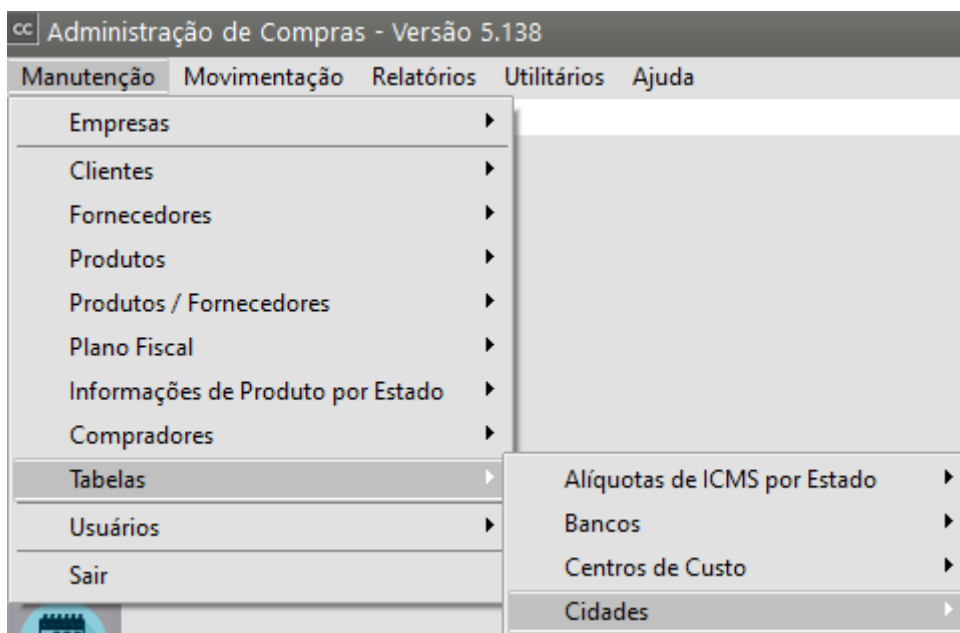 cc Administração de Compras - Versão 5.138
Manutenção Movimentação Relatórios Utilitários Ajuda
Empresas
Clientes
Fornecedores
Produtos
Produtos / Fornecedores
Plano Fiscal
Informações de Produto por Estado
Compradores
Tabelas
Usuários
Sair
Alíquotas de ICMS por Estado
Bancos
Centros de Custo
Cidades